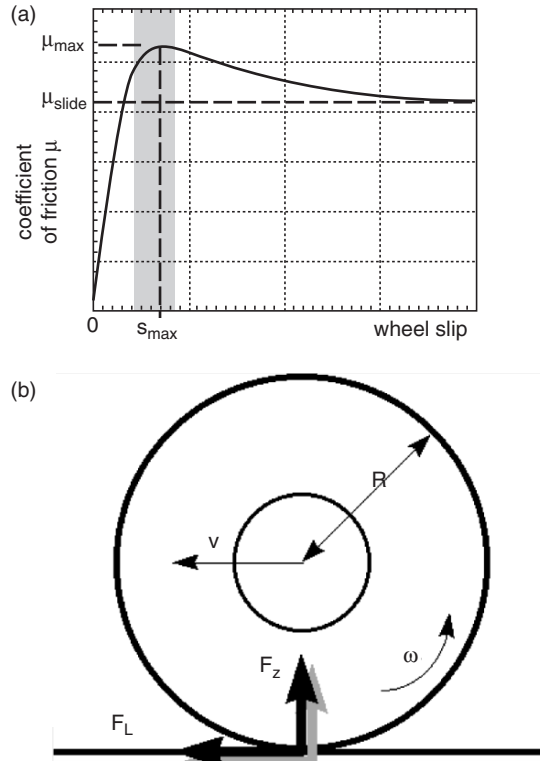 (a)
μmax
μslide
coefficient
of friction μ
0
smax
wheel slip
(b)
R
v
ω
Fz
FL